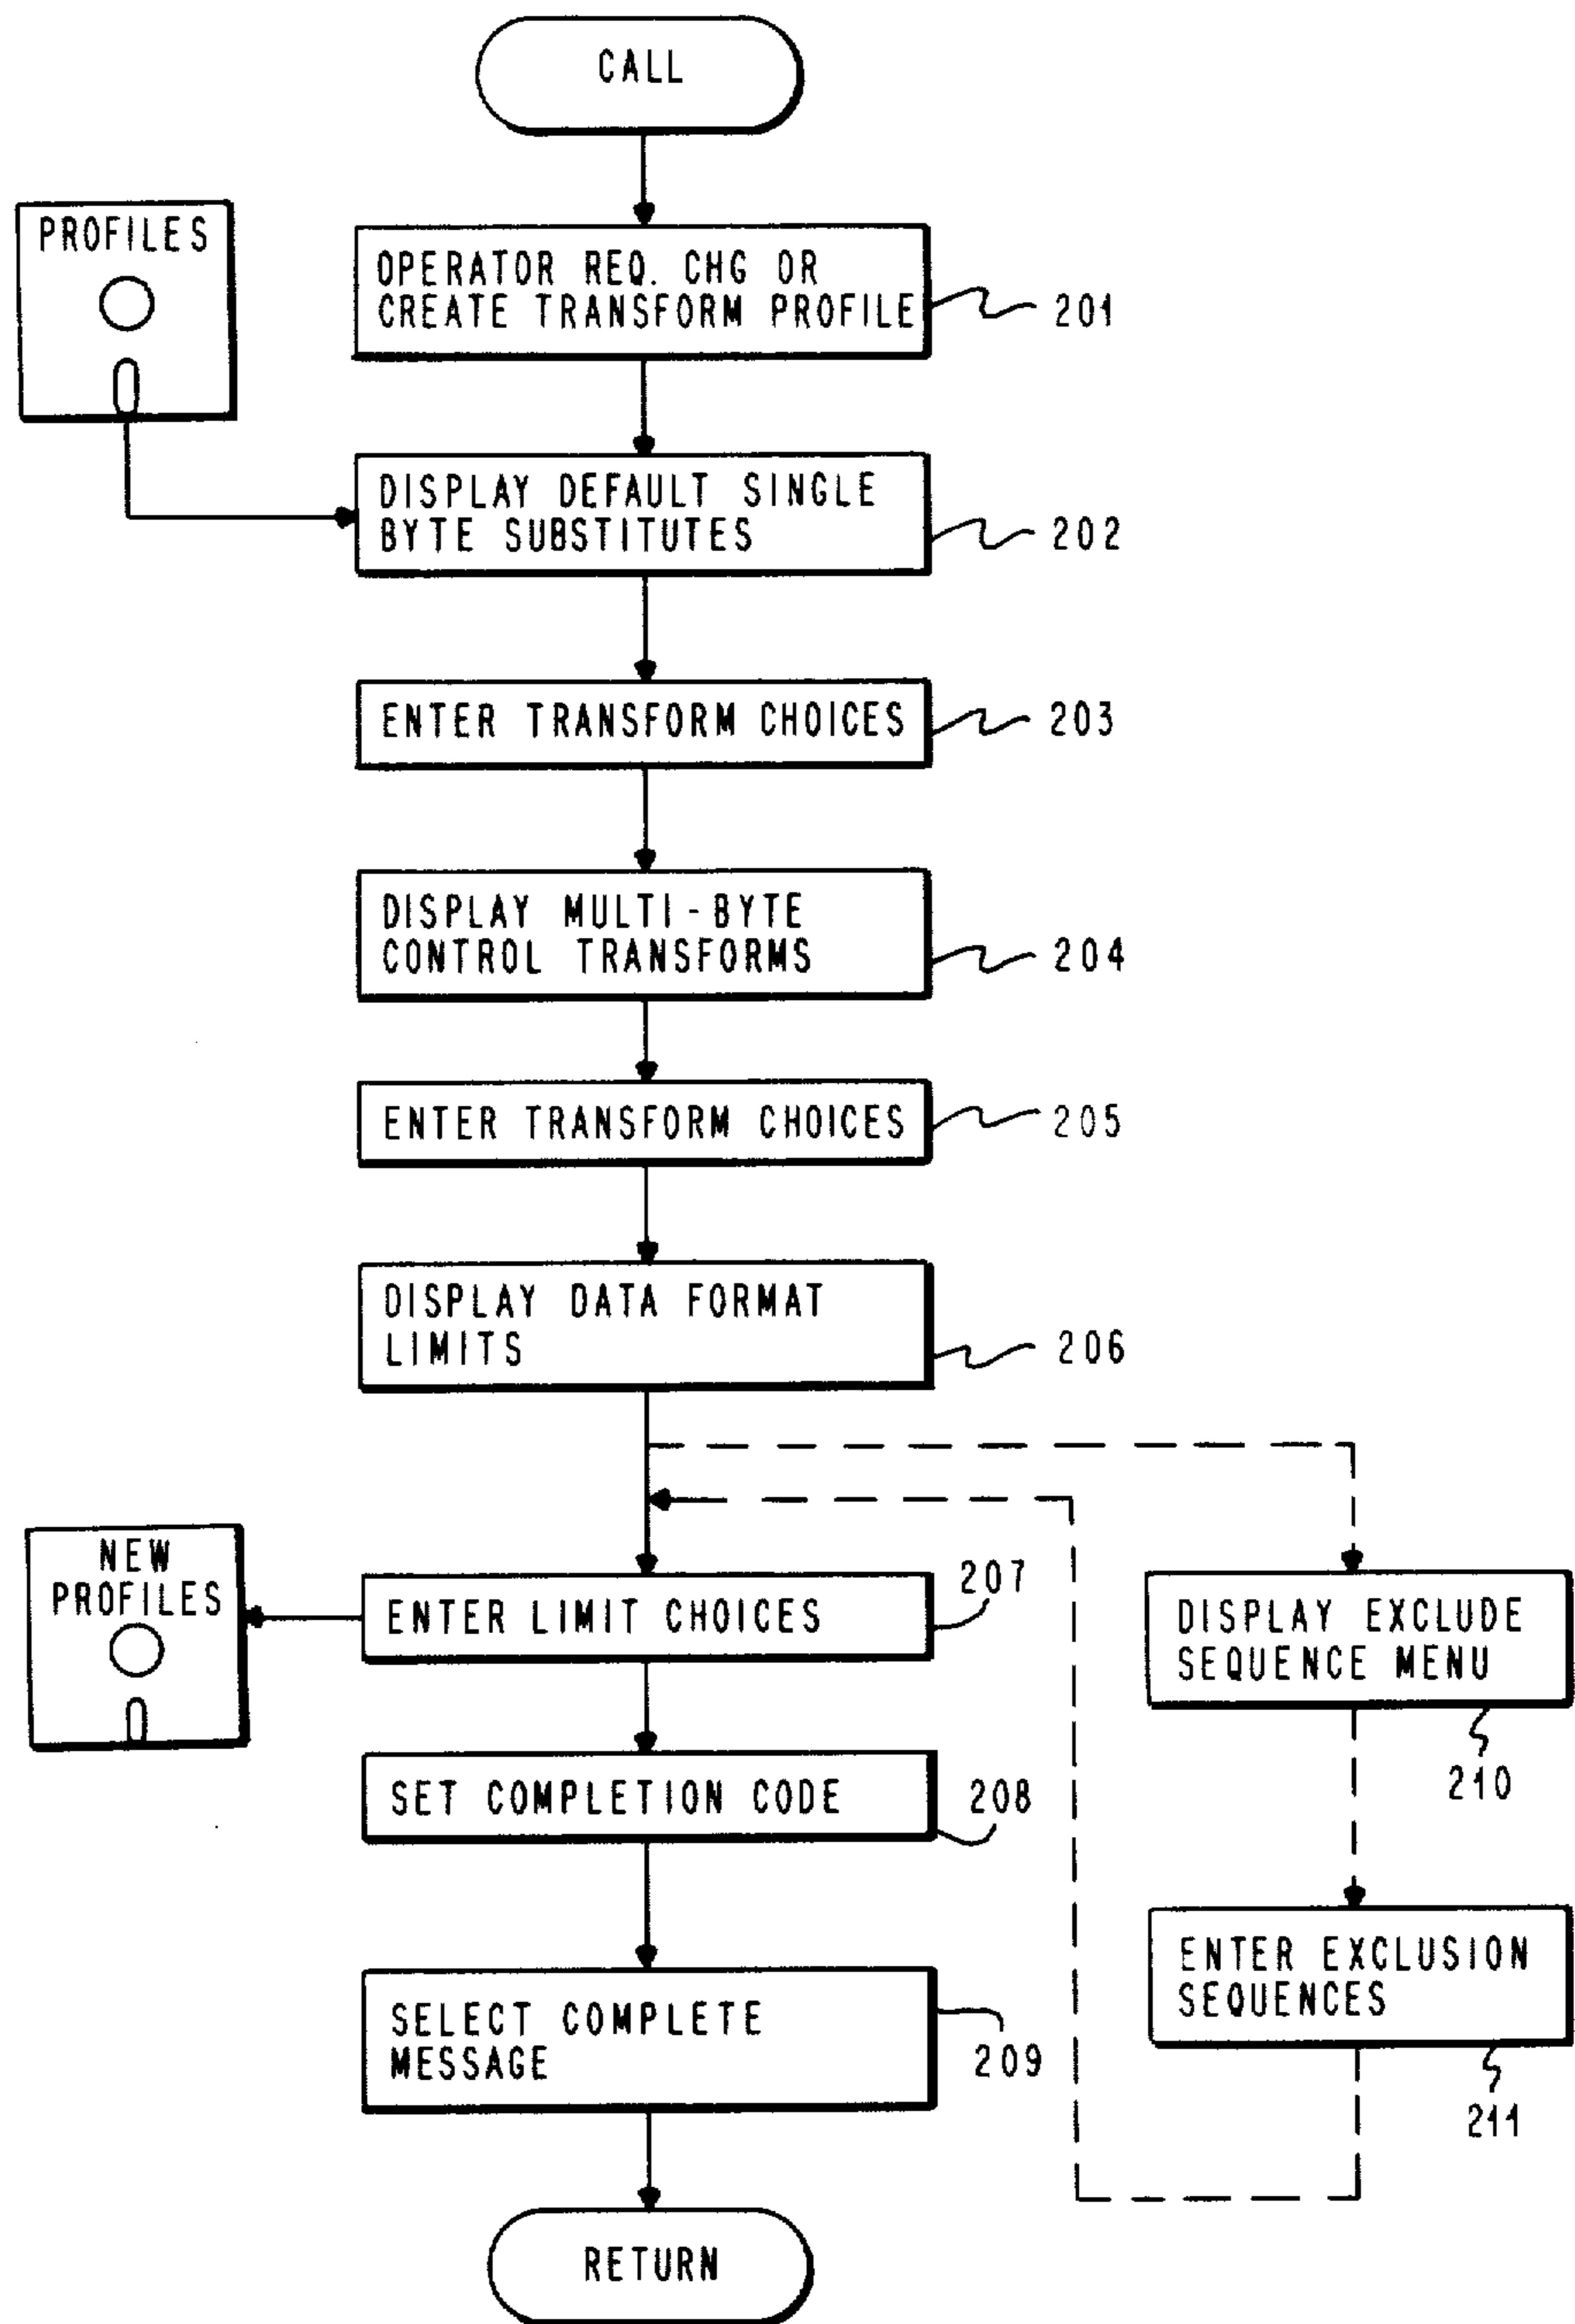 CALL
PROFILES
OPERATOR REQ. CHG OR
CREATE TRANSFORM PROFILE
201
DISPLAY DEFAULT SINGLE
BYTE SUBSTITUTES
202
ENTER TRANSFORM CHOICES
203
DISPLAY MULTI-BYTE
CONTROL TRANSFORMS
204
ENTER TRANSFORM CHOICES
205
DISPLAY DATA FORMAT
LIMITS
206
NEW
PROFILES
ENTER LIMIT CHOICES
207
DISPLAY EXCLUDE
SEQUENCE MENU
210
SET COMPLETION CODE
208
ENTER EXCLUSION
SEQUENCES
211
SELECT COMPLETE
MESSAGE
209
RETURN